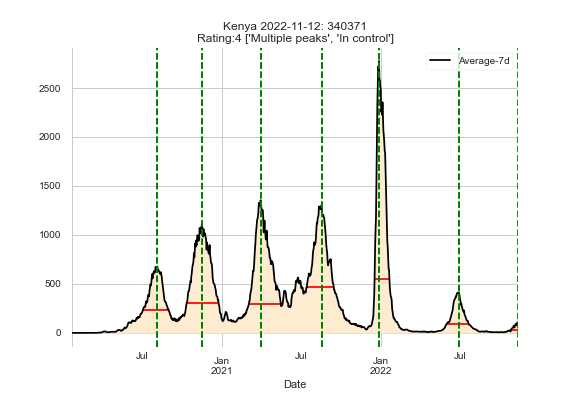 Kenya 2022-11-12: 340371
Rating:4 ['Multiple peaks', 'In control']
Average-7d
2500
2000
1500
1000
500
0
Jul
Jan
2021
Jul
Jan
2022
Jul
Date